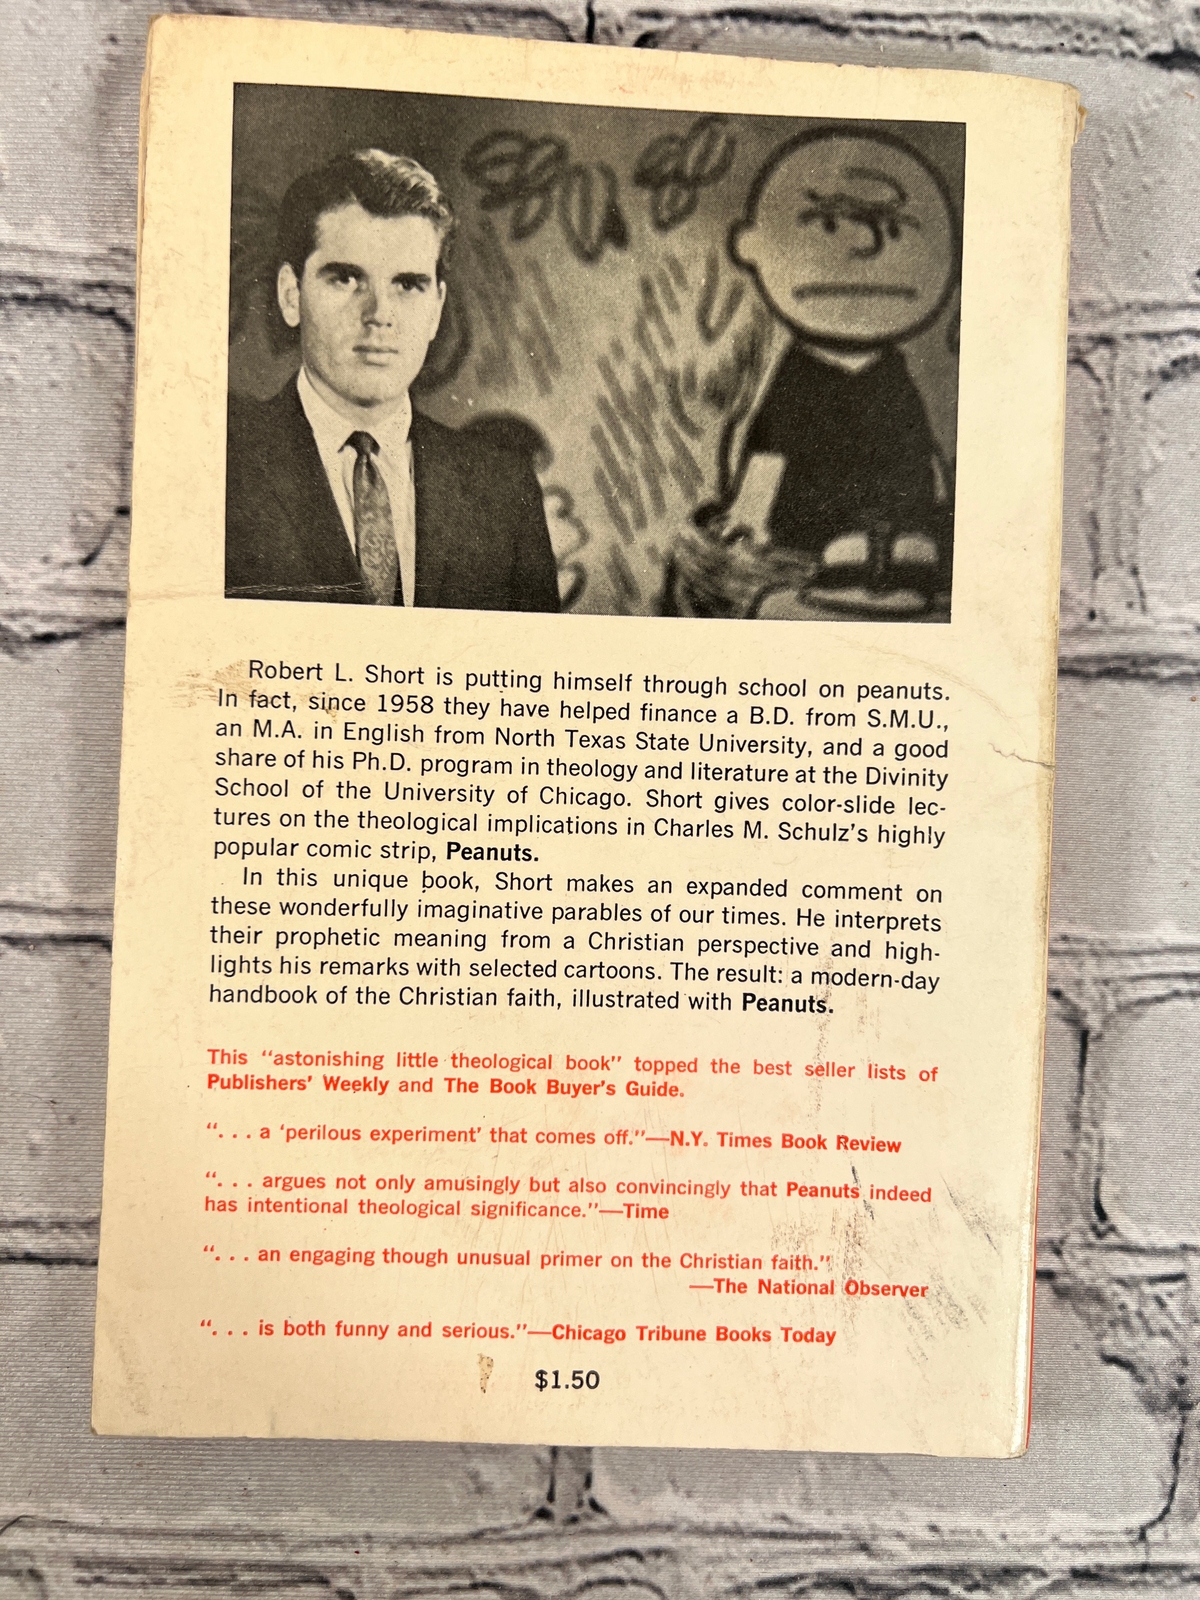 Robert L. Short is putting himself through school on peanuts.
In fact, since 1958 they have helped finance a B.D. from S.M.U.,
an M.A. in English from North Texas State University, and a good
share of his Ph.D. program in theology and literature at the Divinity
School of the University of Chicago. Short gives color-slide lec-
tures on the theological implications in Charles M. Schulz's highly
popular comic strip, Peanuts.
In this unique book, Short makes an expanded comment on
these wonderfully imaginative parables of our times. He interprets
their prophetic meaning from a Christian perspective and high-
lights his remarks with selected cartoons. The result: a modern-day
handbook of the Christian faith, illustrated with Peanuts.
This "astonishing little theological book" topped the best seller lists of
Publishers' Weekly and The Book Buyer's Guide.
". . . a 'perilous experiment' that comes off."—N.Y. Times Book Review
". . . argues not only amusingly but also convincingly that Peanuts indeed
has intentional theological significance."—Time
". . . an engaging though unusual primer on the Christian faith."
—The National Observer
". . . is both funny and serious."—Chicago Tribune Books Today
$1.50